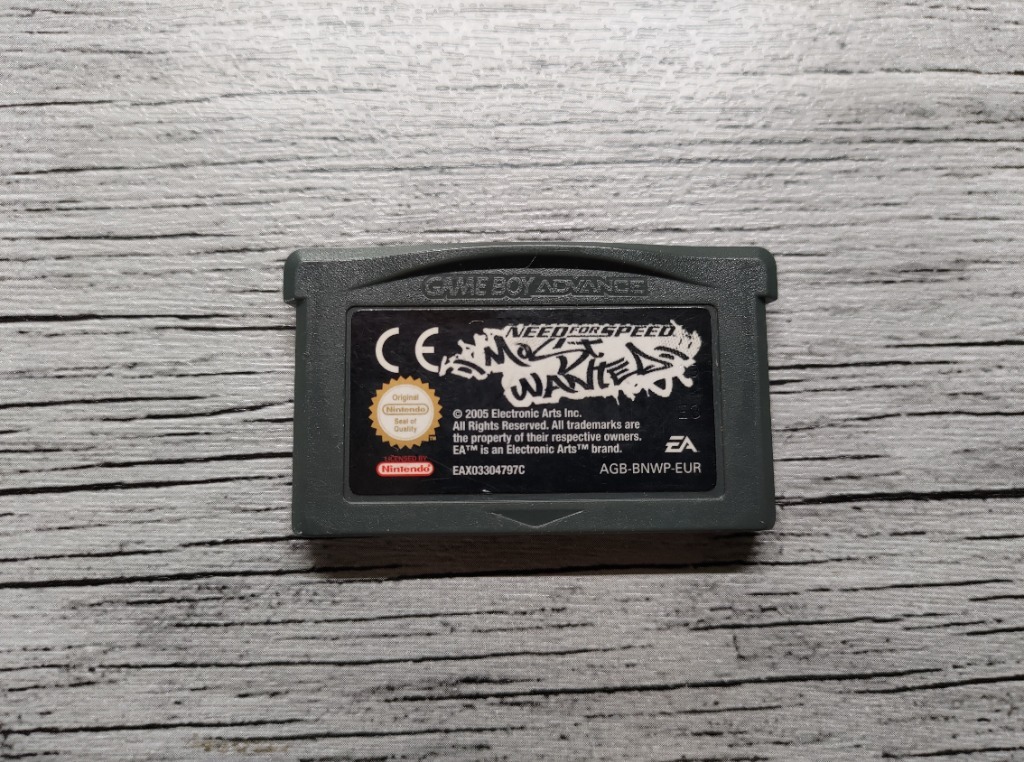 GAME BOY ADVANCE
CE
NEED FOR SPEED
MOST
WANTED
Original
Nintendo
Seal of
Quality
TM
© 2005 Electronic Arts Inc.
All Rights Reserved. All trademarks are
the property of their respective owners.
EA™ is an Electronic Arts™ brand.
23
EA
LICENSED BY
Nintendo
EAX03304797C
AGB-BNWP-EUR